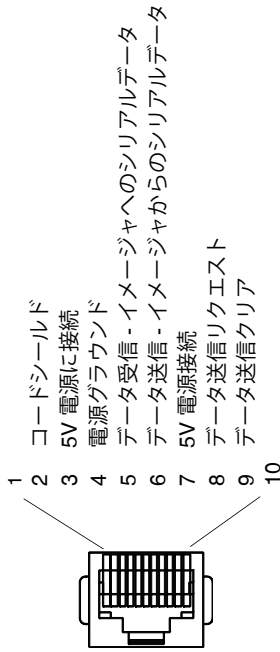 1
2 コードシールド
3 5V 電源に接続
4 電源グラウンド
5 データ受信 - イメージャへのシリアルデータ
6 データ送信 - イメージャからのシリアルデータ
7 5V 電源接続
8 データ送信リクエスト
9 データ送信クリア
10